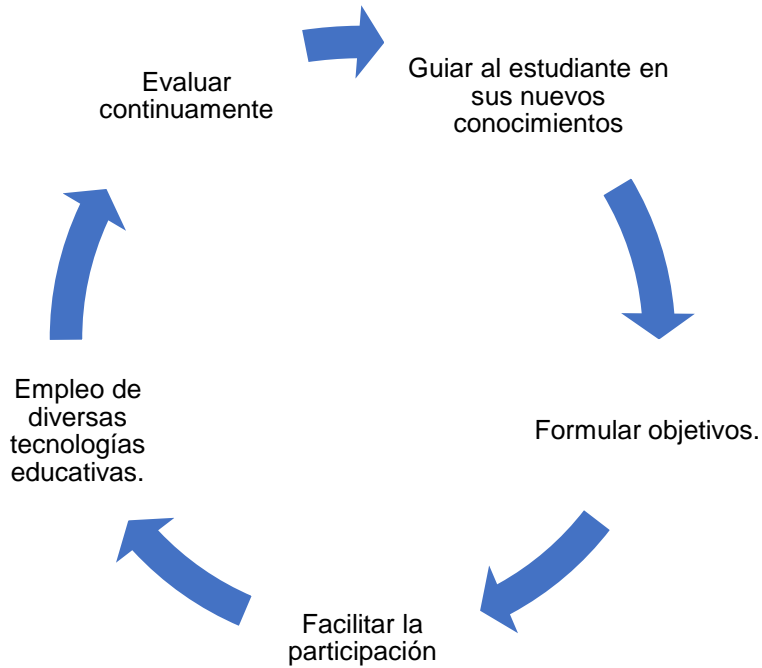 Guiar al estudiante en
sus nuevos
conocimientos
Formular objetivos.
Facilitar la
participación
Empleo de
diversas
tecnologías
educativas.
Evaluar
continuamente